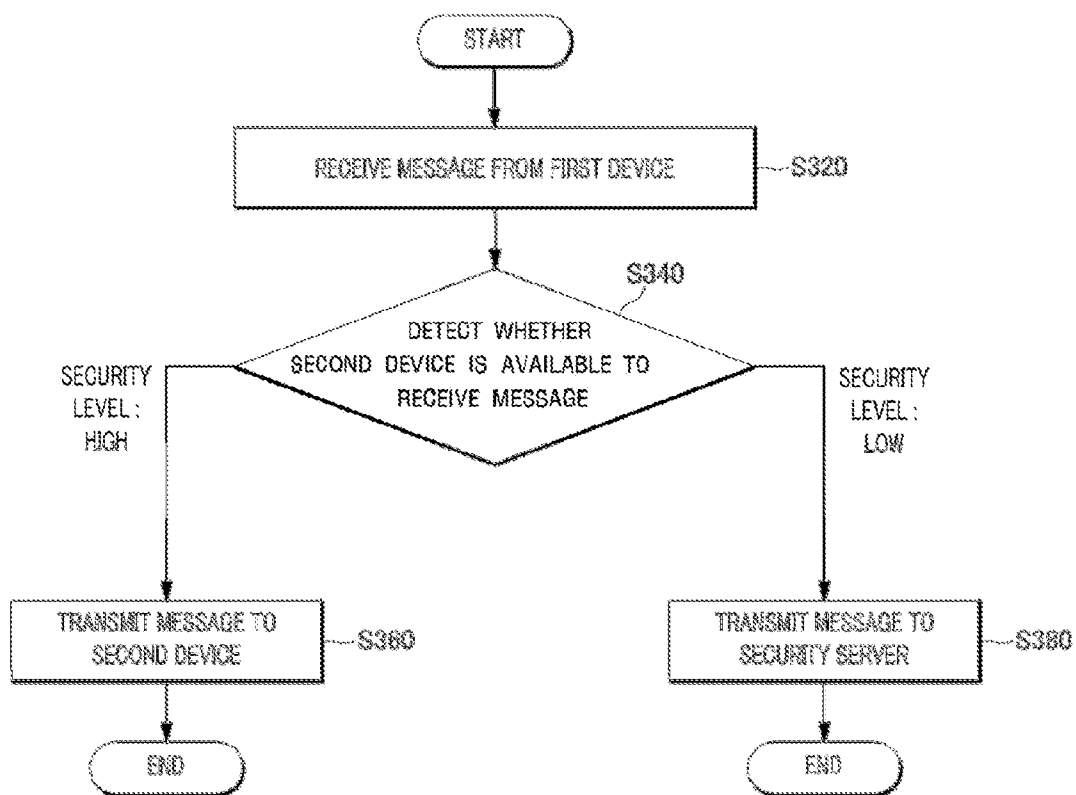 START
RECEIVE MESSAGE FROM FIRST DEVICE
S320
S340
DETECT WHETHER
SECOND DEVICE IS AVAILABLE TO
RECEIVE MESSAGE
SECURITY
LEVEL :
HIGH
SECURITY
LEVEL :
LOW
TRANSMIT MESSAGE TO
SECOND DEVICE
S360
TRANSMIT MESSAGE TO
SECURITY SERVER
S380
END
END